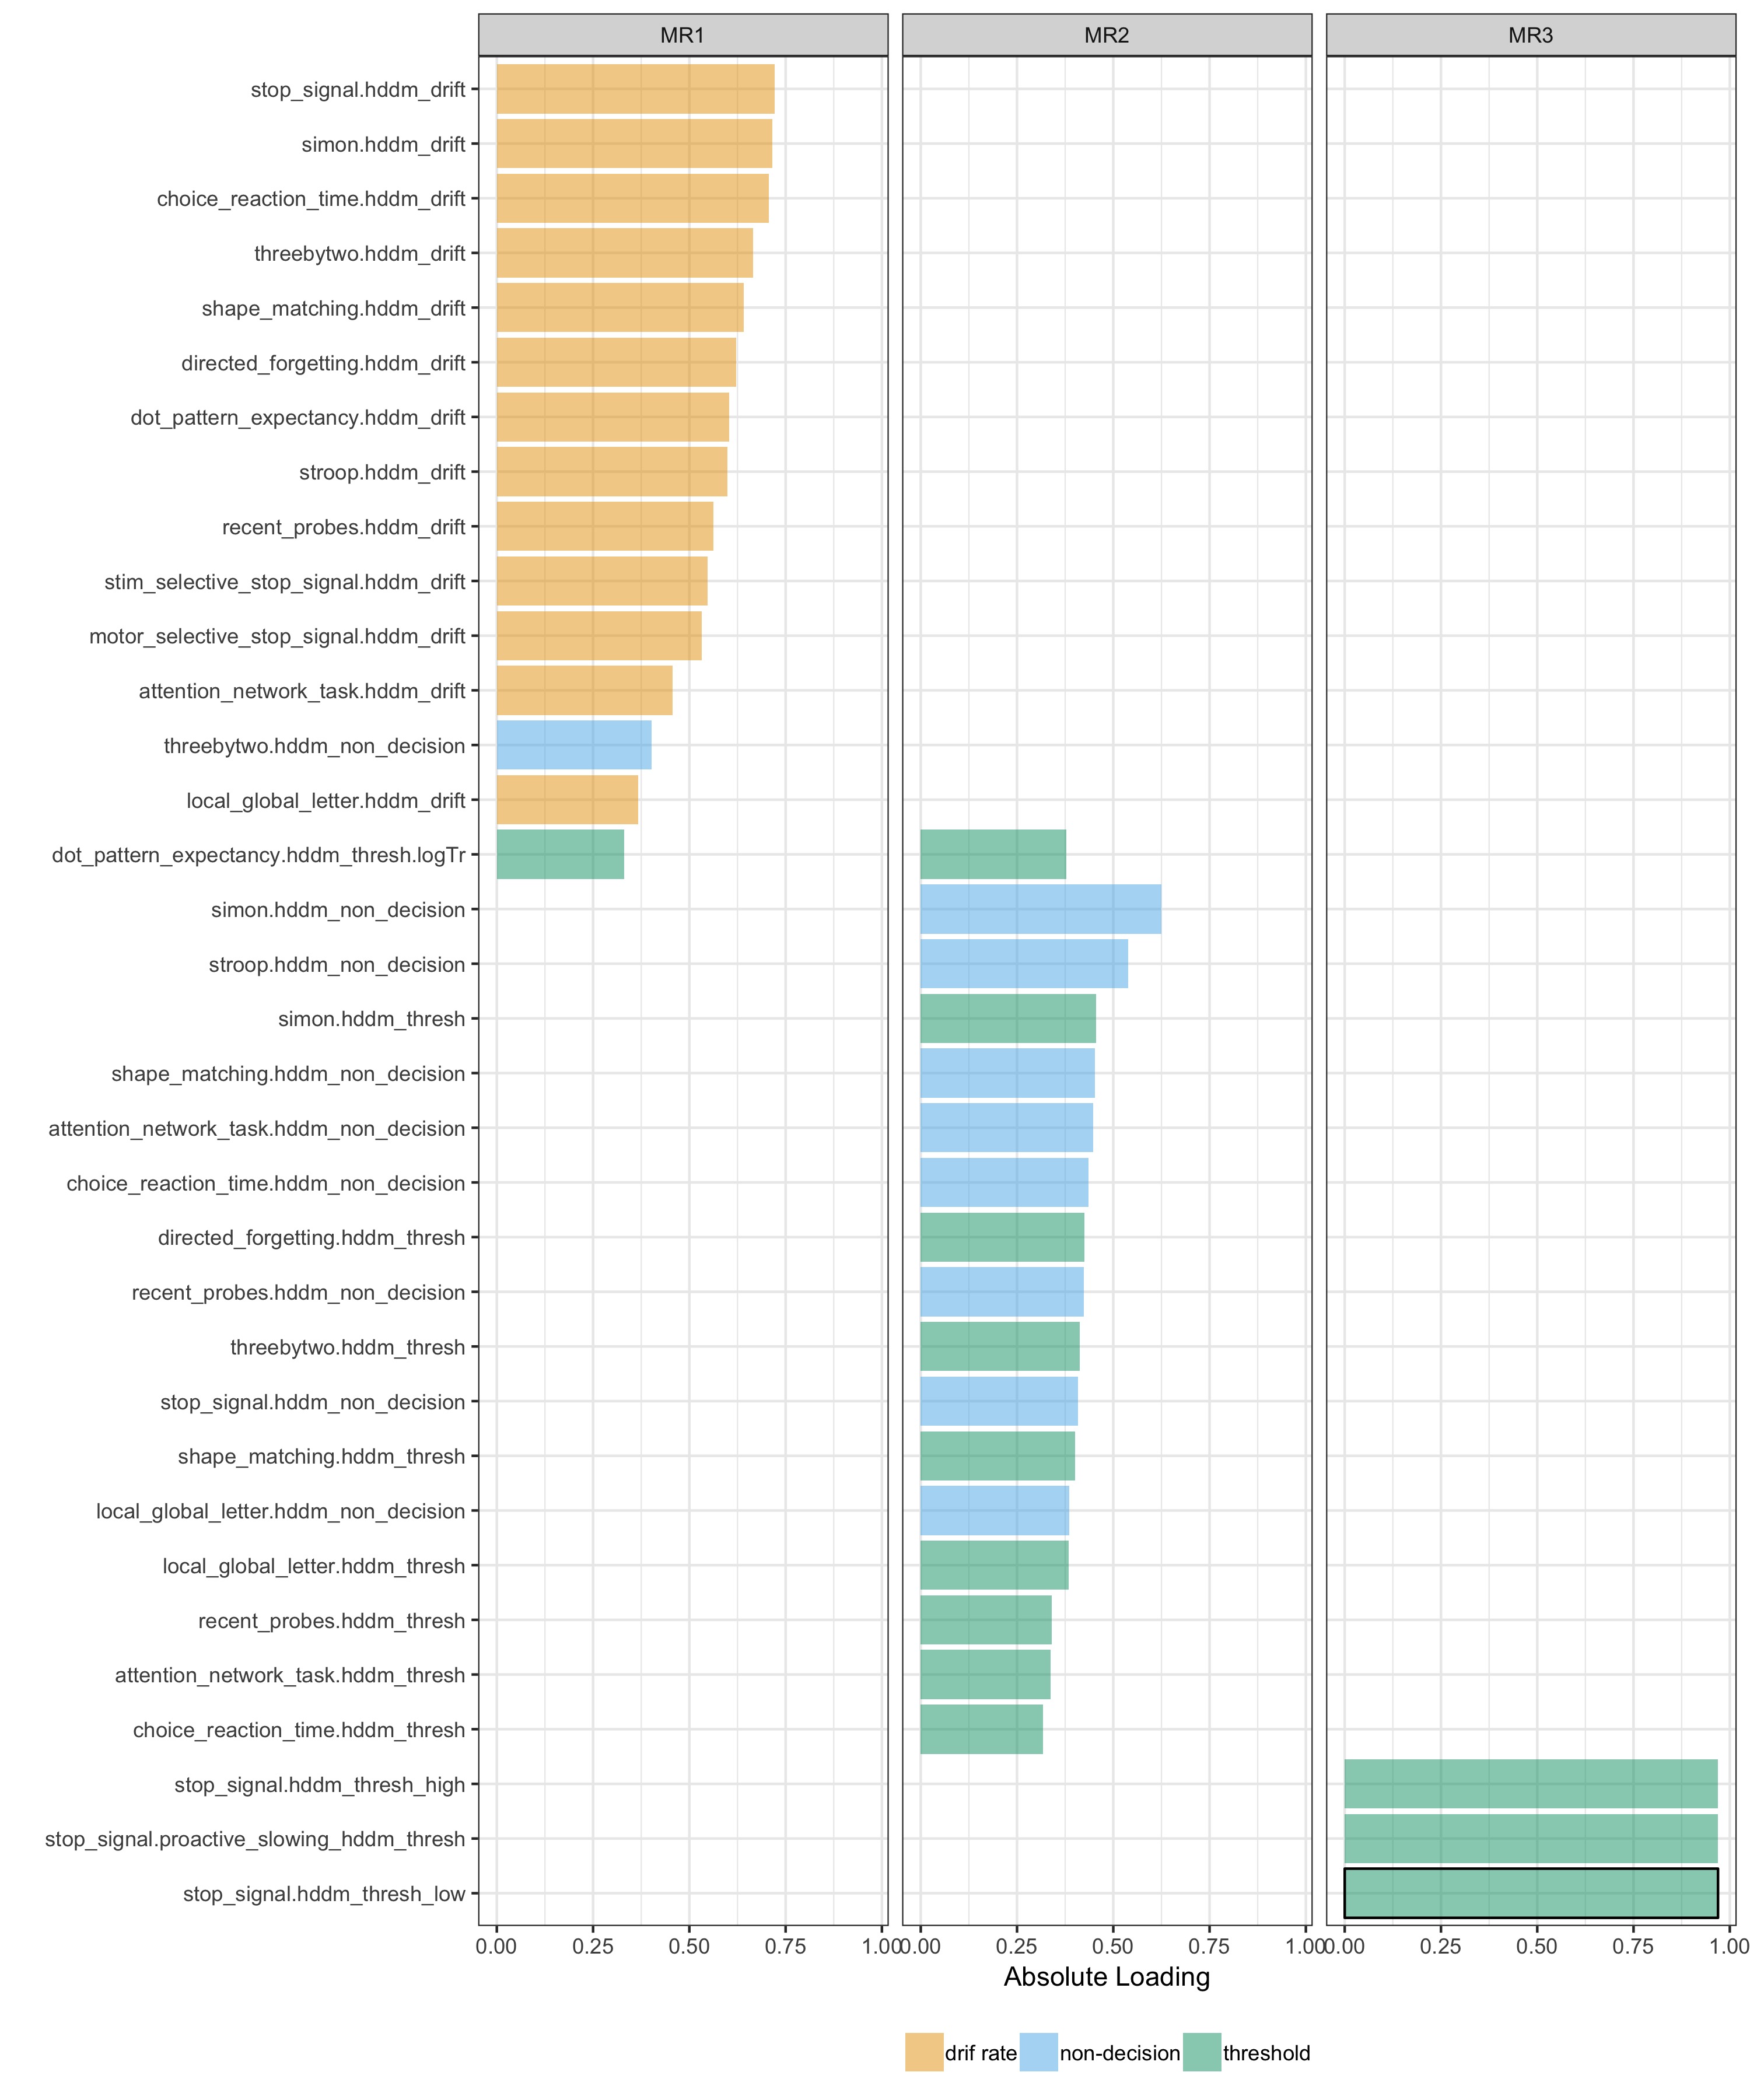 MR1 MR2 MR3
stop_signal.hddm_drift
simon.hddm_drift
choice_reaction_time.hddm_drift
threebytwo.hddm_drift
shape_matching.hddm_drift
directed_forgetting.hddm_drift
dot_pattern_expectancy.hddm_drift
stroop.hddm_drift
recent_probes.hddm_drift
stim_selective_stop_signal.hddm_drift
motor_selective_stop_signal.hddm_drift
attention_network_task.hddm_drift
threebytwo.hddm_non_decision
local_global_letter.hddm_drift
dot_pattern_expectancy.hddm_thresh.logTr
simon.hddm_non_decision
stroop.hddm_non_decision
simon.hddm_thresh
shape_matching.hddm_non_decision
attention_network_task.hddm_non_decision
choice_reaction_time.hddm_non_decision
directed_forgetting.hddm_thresh
recent_probes.hddm_non_decision
threebytwo.hddm_thresh
stop_signal.hddm_non_decision
shape_matching.hddm_thresh
local_global_letter.hddm_non_decision
local_global_letter.hddm_thresh
recent_probes.hddm_thresh
attention_network_task.hddm_thresh
choice_reaction_time.hddm_thresh
stop_signal.hddm_thresh_high
stop_signal.proactive_slowing_hddm_thresh
stop_signal.hddm_thresh_low
0.00 0.25 0.50 0.75 1.00 0.00 0.25 0.50 0.75 1.00 0.00 0.25 0.50 0.75 1.00
Absolute Loading
drif rate non-decision threshold